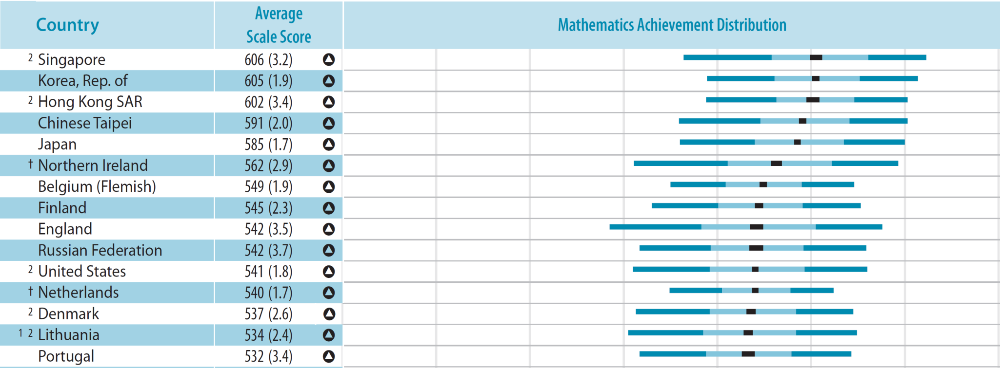 Country Average Scale Score Mathematics Achievement Distribution
2 Singapore 606 (3.2)
Korea, Rep. of 605 (1.9)
2 Hong Kong SAR 602 (3.4)
Chinese Taipei 591 (2.0)
Japan 585 (1.7)
† Northern Ireland 562 (2.9)
Belgium (Flemish) 549 (1.9)
Finland 545 (2.3)
England 542 (3.5)
Russian Federation 542 (3.7)
2 United States 541 (1.8)
† Netherlands 540 (1.7)
2 Denmark 537 (2.6)
1 2 Lithuania 534 (2.4)
Portugal 532 (3.4)